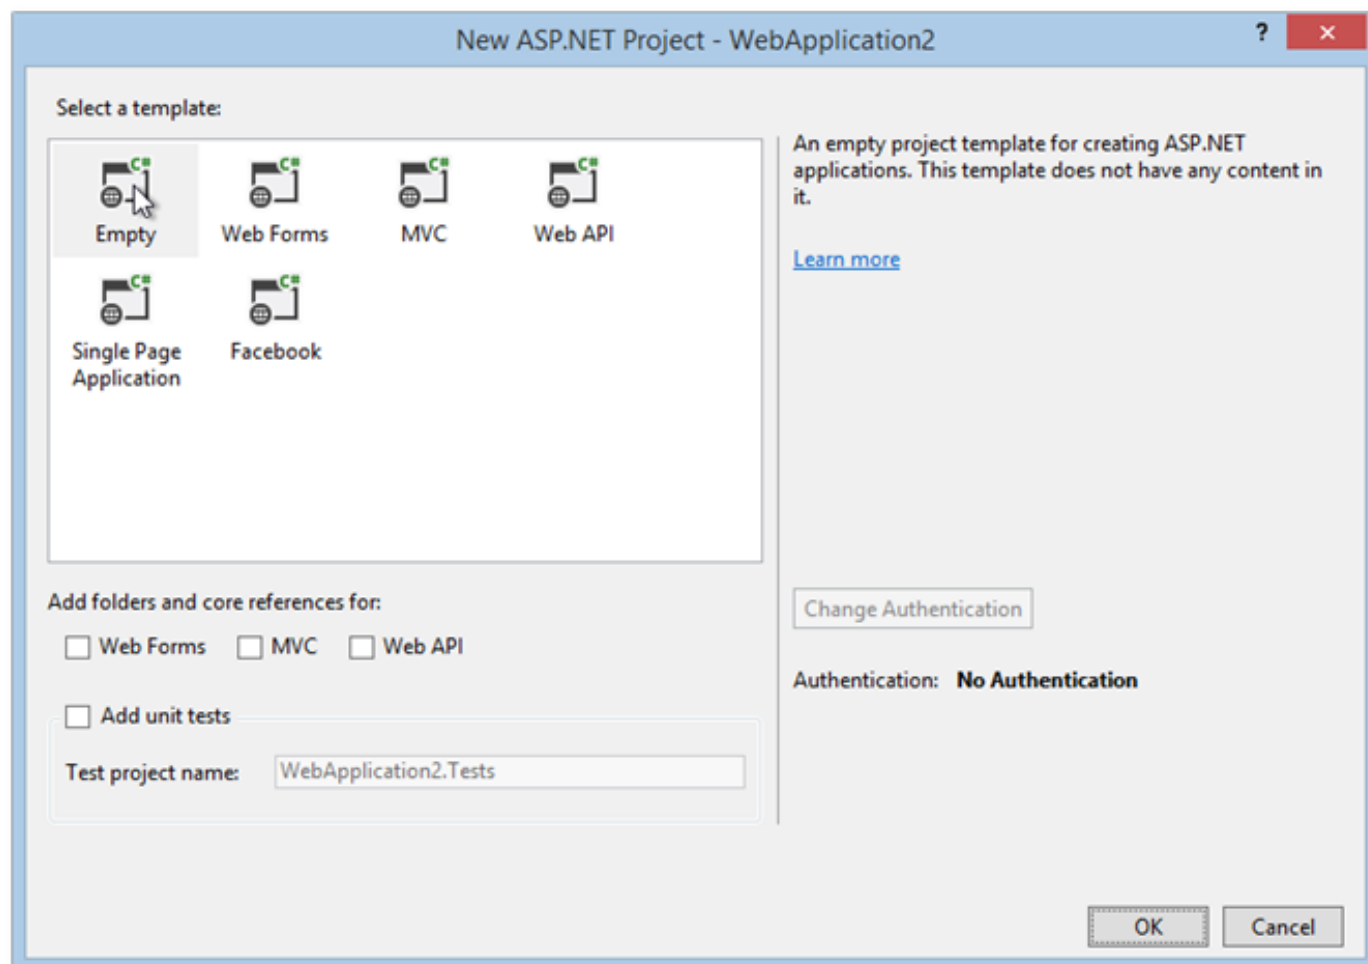 New ASP.NET Project - WebApplication2
?
Select a template:
C#
C#
C#
C#
Empty
Web Forms
MVC
Web API
C#
C#
Single Page
Application
Facebook
An empty project template for creating ASP.NET
applications. This template does not have any content in
it.
Learn more
Add folders and core references for:
Web Forms
MVC
Web API
Change Authentication
Authentication: No Authentication
Add unit tests
Test project name:
WebApplication2.Tests
OK
Cancel